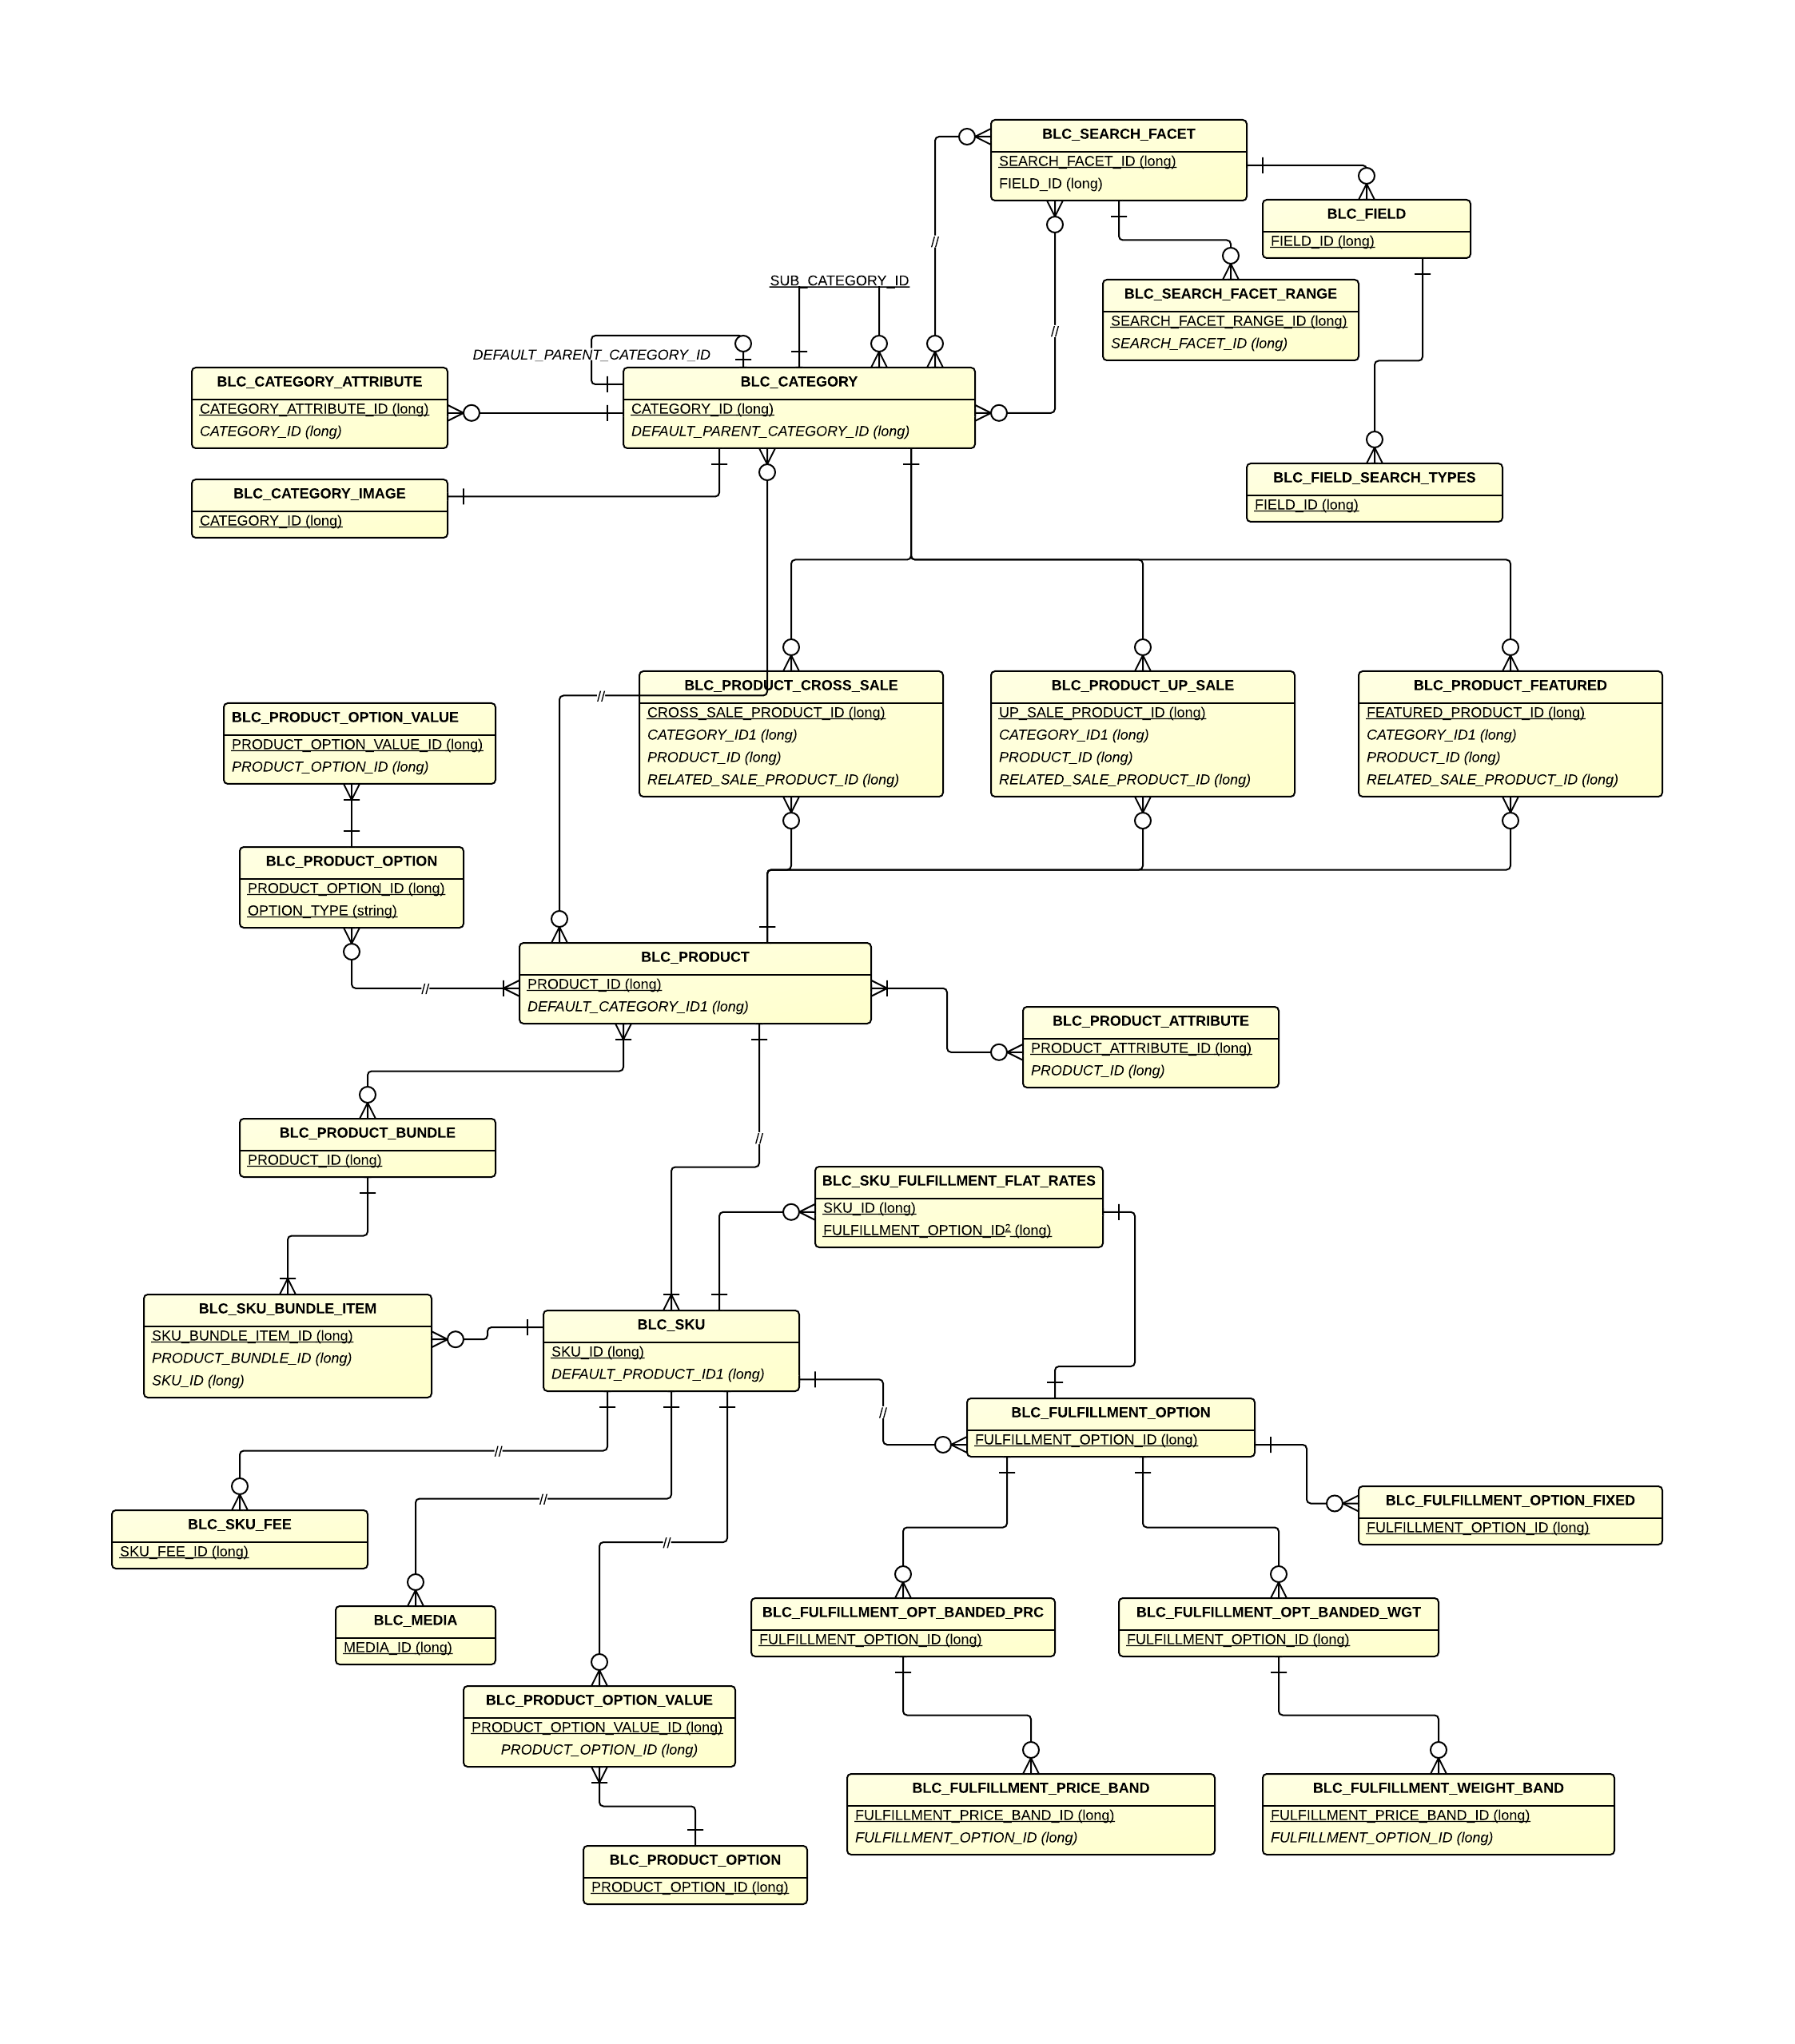 BLC_SEARCH_FACET
SEARCH_FACET_ID (long)
FIELD_ID (long)
BLC_FIELD
FIELD_ID (long)
//
BLC_SEARCH_FACET_RANGE
SEARCH_FACET_RANGE_ID (long)
SEARCH_FACET_ID (long)
//
SUB_CATEGORY_ID
DEFAULT_PARENT_CATEGORY_ID
BLC_CATEGORY_ATTRIBUTE
CATEGORY_ATTRIBUTE_ID (long)
CATEGORY_ID (long)
BLC_CATEGORY
CATEGORY_ID (long)
DEFAULT_PARENT_CATEGORY_ID (long)
BLC_CATEGORY_IMAGE
CATEGORY_ID (long)
BLC_FIELD_SEARCH_TYPES
FIELD_ID (long)
//
BLC_PRODUCT_CROSS_SALE
CROSS_SALE_PRODUCT_ID (long)
CATEGORY_ID1 (long)
PRODUCT_ID (long)
RELATED_SALE_PRODUCT_ID (long)
BLC_PRODUCT_UP_SALE
UP_SALE_PRODUCT_ID (long)
CATEGORY_ID1 (long)
PRODUCT_ID (long)
RELATED_SALE_PRODUCT_ID (long)
BLC_PRODUCT_FEATURED
FEATURED_PRODUCT_ID (long)
CATEGORY_ID1 (long)
PRODUCT_ID (long)
RELATED_SALE_PRODUCT_ID (long)
BLC_PRODUCT_OPTION_VALUE
PRODUCT_OPTION_VALUE_ID (long)
PRODUCT_OPTION_ID (long)
BLC_PRODUCT_OPTION
PRODUCT_OPTION_ID (long)
OPTION_TYPE (string)
//
BLC_PRODUCT
PRODUCT_ID (long)
DEFAULT_CATEGORY_ID1 (long)
BLC_PRODUCT_ATTRIBUTE
PRODUCT_ATTRIBUTE_ID (long)
PRODUCT_ID (long)
BLC_PRODUCT_BUNDLE
PRODUCT_ID (long)
//
BLC_SKU_FULFILLMENT_FLAT_RATES
SKU_ID (long)
FULFILLMENT_OPTION_ID² (long)
BLC_SKU_BUNDLE_ITEM
SKU_BUNDLE_ITEM_ID (long)
PRODUCT_BUNDLE_ID (long)
SKU_ID (long)
BLC_SKU
SKU_ID (long)
DEFAULT_PRODUCT_ID1 (long)
//
BLC_FULFILLMENT_OPTION
FULFILLMENT_OPTION_ID (long)
//
BLC_SKU_FEE
SKU_FEE_ID (long)
//
BLC_FULFILLMENT_OPTION_FIXED
FULFILLMENT_OPTION_ID (long)
//
BLC_MEDIA
MEDIA_ID (long)
BLC_FULFILLMENT_OPT_BANDED_PRC
FULFILLMENT_OPTION_ID (long)
BLC_FULFILLMENT_OPT_BANDED_WGT
FULFILLMENT_OPTION_ID (long)
BLC_PRODUCT_OPTION_VALUE
PRODUCT_OPTION_VALUE_ID (long)
PRODUCT_OPTION_ID (long)
BLC_FULFILLMENT_PRICE_BAND
FULFILLMENT_PRICE_BAND_ID (long)
FULFILLMENT_OPTION_ID (long)
BLC_FULFILLMENT_WEIGHT_BAND
FULFILLMENT_PRICE_BAND_ID (long)
FULFILLMENT_OPTION_ID (long)
BLC_PRODUCT_OPTION
PRODUCT_OPTION_ID (long)